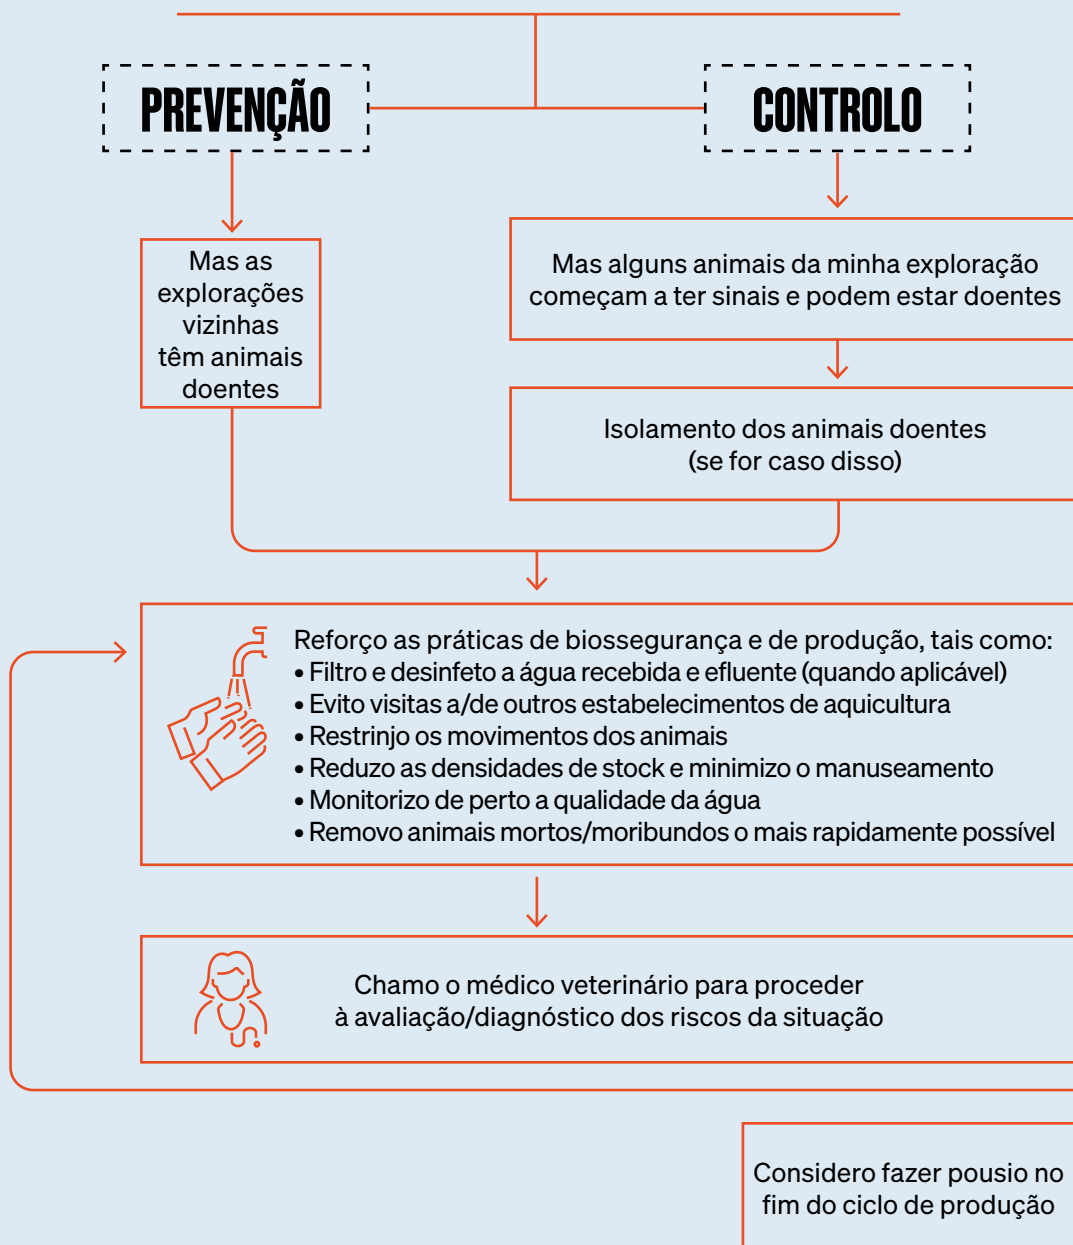 PREVENÇÃO
CONTROLO
Mas as
explorações
vizinhas
têm animais
doentes
Mas alguns animais da minha exploração
começam a ter sinais e podem estar doentes
Isolamento dos animais doentes
(se for caso disso)
Reforço as práticas de biossegurança e de produção, tais como:
• Filtro e desinfeto a água recebida e efluente (quando aplicável)
• Evito visitas a/de outros estabelecimentos de aquicultura
• Restrinjo os movimentos dos animais
• Reduzo as densidades de stock e minimizo o manuseamento
• Monitorizo de perto a qualidade da água
• Removo animais mortos/moribundos o mais rapidamente possível
Chamo o médico veterinário para proceder
à avaliação/diagnóstico dos riscos da situação
Considero fazer pousio no
fim do ciclo de produção